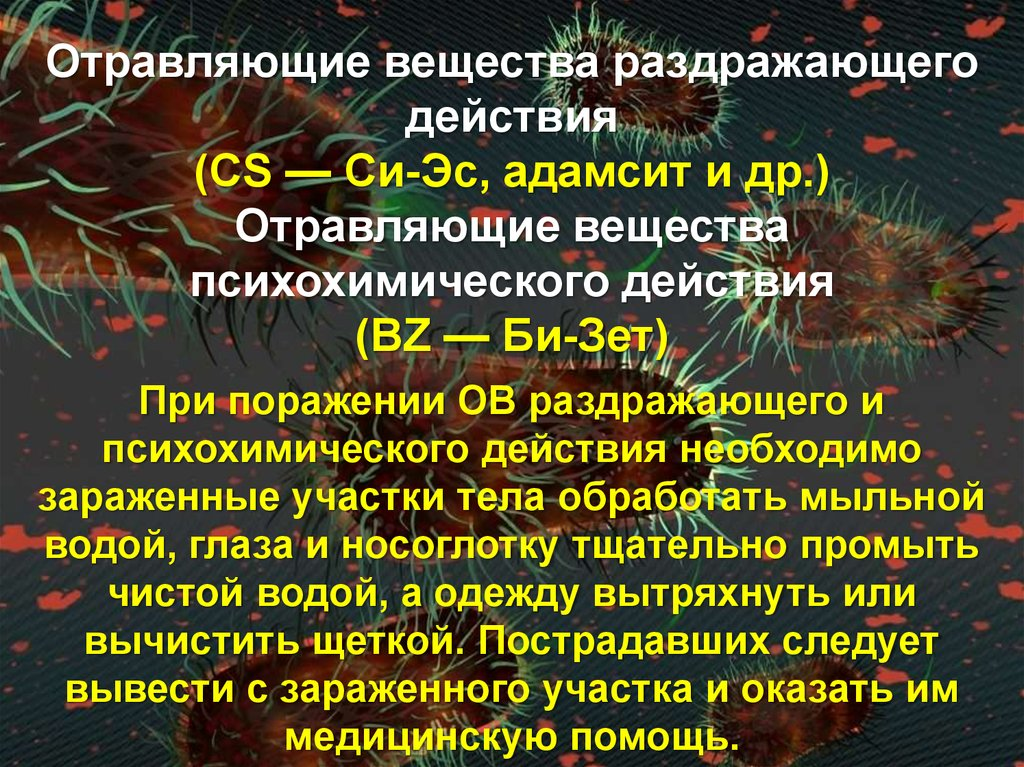 Отравляющие вещества раздражающего
действия
(CS — Си-Эс, адамсит и др.)
Отравляющие вещества
психохимического действия
(BZ — Би-Зет)
При поражении ОВ раздражающего и
психохимического действия необходимо
зараженные участки тела обработать мыльной
водой, глаза и носоглотку тщательно промыть
чистой водой, а одежду вытряхнуть или
вычистить щеткой. Пострадавших следует
вывести с зараженного участка и оказать им
медицинскую помощь.